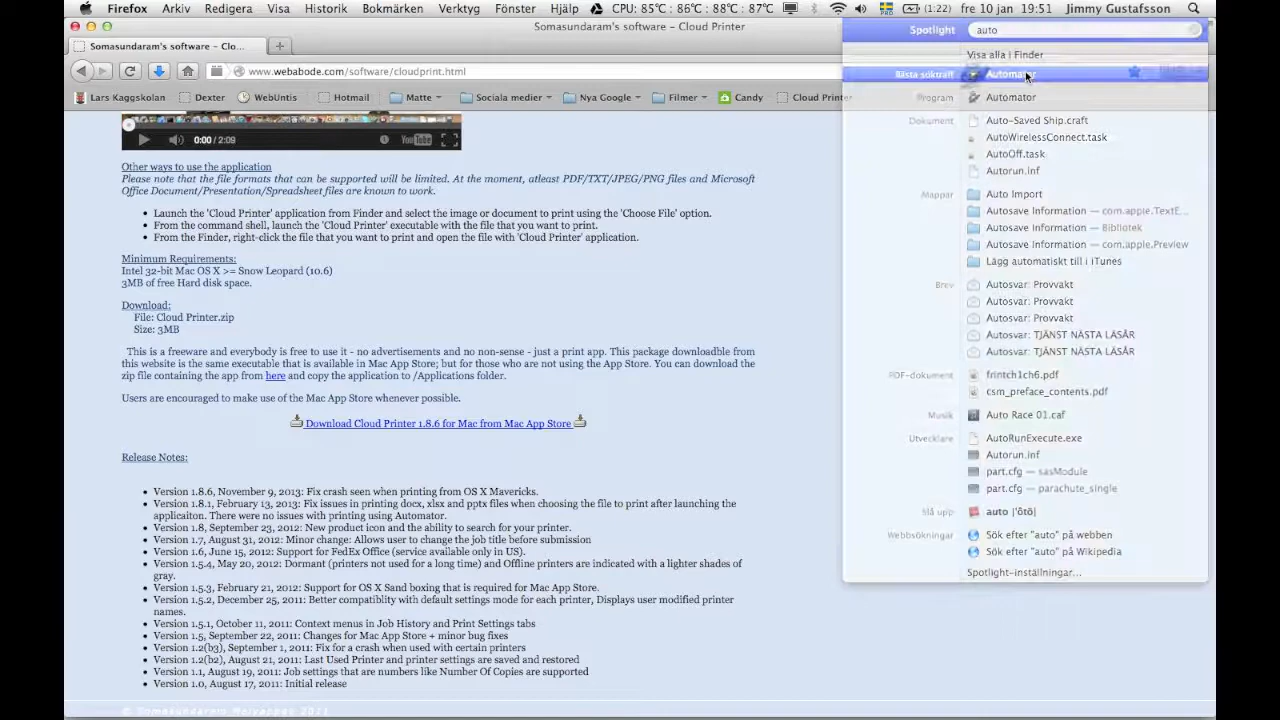 Firefox Arkiv Redigera Visa Historik Bokmärken Verktyg Fönster Hjälp CPU: 85°C : 86°C : 88°C : 87°C (1:22) fre 10 jan 19:51 Jimmy Gustafsson
Somasundaram's software – Cloud Printer
Somasundaram's software – Clo...
www.webabode.com/software/cloudprint.html
Lars Kaggskolan Dexter WebUntis Hotmail Matte Sociala medier Nya Google Filmer Candy Cloud Printer
0:00 / 2:09 YouTube
Other ways to use the application
Please note that the file formats that can be supported will be limited. At the moment, atleast PDF/TXT/JPEG/PNG files and Microsoft
Office Document/Presentation/Spreadsheet files are known to work.
Launch the 'Cloud Printer' application from Finder and select the image or document to print using the 'Choose File' option.
From the command shell, launch the 'Cloud Printer' executable with the file that you want to print.
From the Finder, right-click the file that you want to print and open the file with 'Cloud Printer' application.
Minimum Requirements:
Intel 32-bit Mac OS X >= Snow Leopard (10.6)
3MB of free Hard disk space.
Download:
File: Cloud Printer.zip
Size: 3MB
This is a freeware and everybody is free to use it - no advertisements and no non-sense - just a print app. This package downloadble from
this website is the same executable that is available in Mac App Store; but for those who are not using the App Store. You can download the
zip file containing the app from here and copy the application to /Applications folder.
Users are encouraged to make use of the Mac App Store whenever possible.
Download Cloud Printer 1.8.6 for Mac from Mac App Store
Release Notes:
Version 1.8.6, November 9, 2013: Fix crash seen when printing from OS X Mavericks.
Version 1.8.1, February 13, 2013: Fix issues in printing docx, xlsx and pptx files when choosing the file to print after launching the
applicaiton. There were no issues with printing using Automator.
Version 1.8, September 23, 2012: New product icon and the ability to search for your printer.
Version 1.7, August 31, 2012: Minor change: Allows user to change the job title before submission
Version 1.6, June 15, 2012: Support for FedEx Office (service available only in US).
Version 1.5.4, May 20, 2012: Dormant (printers not used for a long time) and Offline printers are indicated with a lighter shades of
gray.
Version 1.5.3, February 21, 2012: Support for OS X Sand boxing that is required for Mac App Store.
Version 1.5.2, December 25, 2011: Better compatiblity with default settings mode for each printer, Displays user modified printer
names.
Version 1.5.1, October 11, 2011: Context menus in Job History and Print Settings tabs
Version 1.5, September 22, 2011: Changes for Mac App Store + minor bug fixes
Version 1.2(b3), September 1, 2011: Fix for a crash when used with certain printers
Version 1.2(b2), August 21, 2011: Last Used Printer and printer settings are saved and restored
Version 1.1, August 19, 2011: Job settings that are numbers like Number Of Copies are supported
Version 1.0, August 17, 2011: Initial release
Spotlight auto
Visa alla i Finder
Bästa sökträff Automator
Program Automator
Dokument Auto-Saved Ship.craft
AutoWirelessConnect.task
AutoOff.task
Autorun.inf
Mappar Auto Import
Autosave Information — com.apple.TextE...
Autosave Information — Bibliotek
Autosave Information — com.apple.Preview
Lägg automatiskt till i iTunes
Brev Autosvar: Provvakt
Autosvar: Provvakt
Autosvar: Provvakt
Autosvar: TJÄNST NÄSTA LÄSÅR
Autosvar: TJÄNST NÄSTA LÄSÅR
PDF-dokument frintch1ch6.pdf
csm_preface_contents.pdf
Musik Auto Race 01.caf
Utvecklare AutoRunExecute.exe
Autorun.inf
part.cfg — sasModule
part.cfg — parachute_single
Slå upp auto |ˈôtō|
Webbsökningar Sök efter "auto" på webben
Sök efter "auto" på Wikipedia
Spotlight-inställningar...